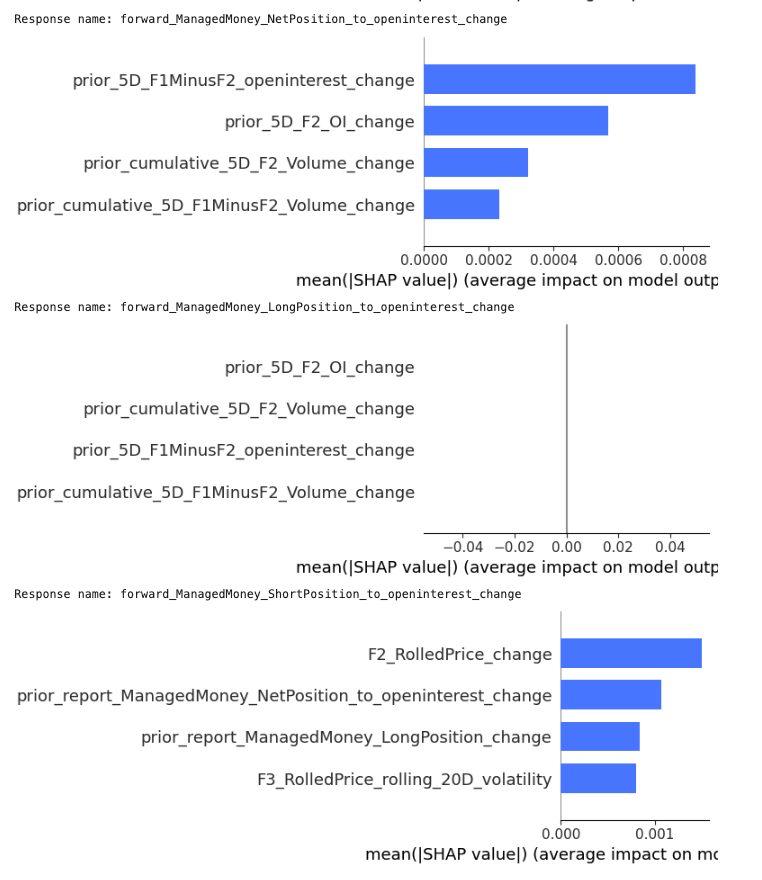 Response name: forward_ManagedMoney_NetPosition_to_openinterest_change
prior_5D_F1MinusF2_openinterest_change
prior_5D_F2_OI_change
prior_cumulative_5D_F2_Volume_change
prior_cumulative_5D_F1MinusF2_Volume_change
0.0000 0.0002 0.0004 0.0006 0.0008
mean(|SHAP value|) (average impact on model outp
Response name: forward_ManagedMoney_LongPosition_to_openinterest_change
prior_5D_F2_OI_change
prior_cumulative_5D_F2_Volume_change
prior_5D_F1MinusF2_openinterest_change
prior_cumulative_5D_F1MinusF2_Volume_change
−0.04 −0.02 0.00 0.02 0.04
mean(|SHAP value|) (average impact on model outp
Response name: forward_ManagedMoney_ShortPosition_to_openinterest_change
F2_RolledPrice_change
prior_report_ManagedMoney_NetPosition_to_openinterest_change
prior_report_ManagedMoney_LongPosition_change
F3_RolledPrice_rolling_20D_volatility
0.000 0.001
mean(|SHAP value|) (average impact on mo